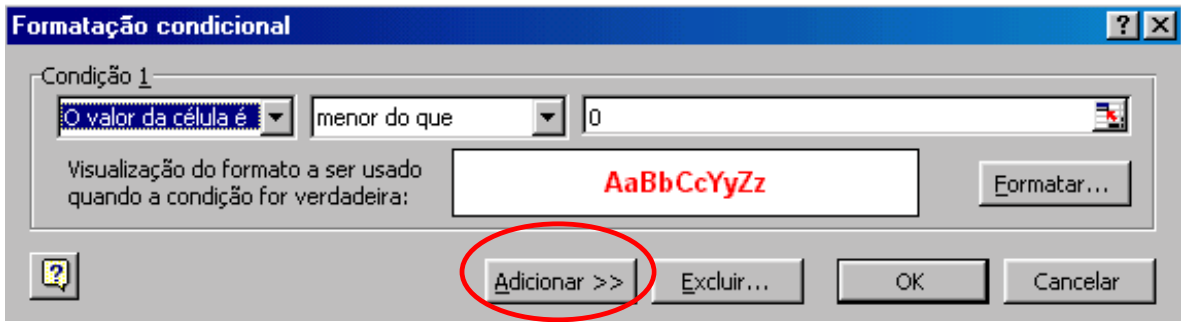 Formatação condicional
Condição 1
O valor da célula é
menor do que
0
Visualização do formato a ser usado
quando a condição for verdadeira:
AaBbCcYyZz
Formatar...
Adicionar >>
Excluir...
OK
Cancelar